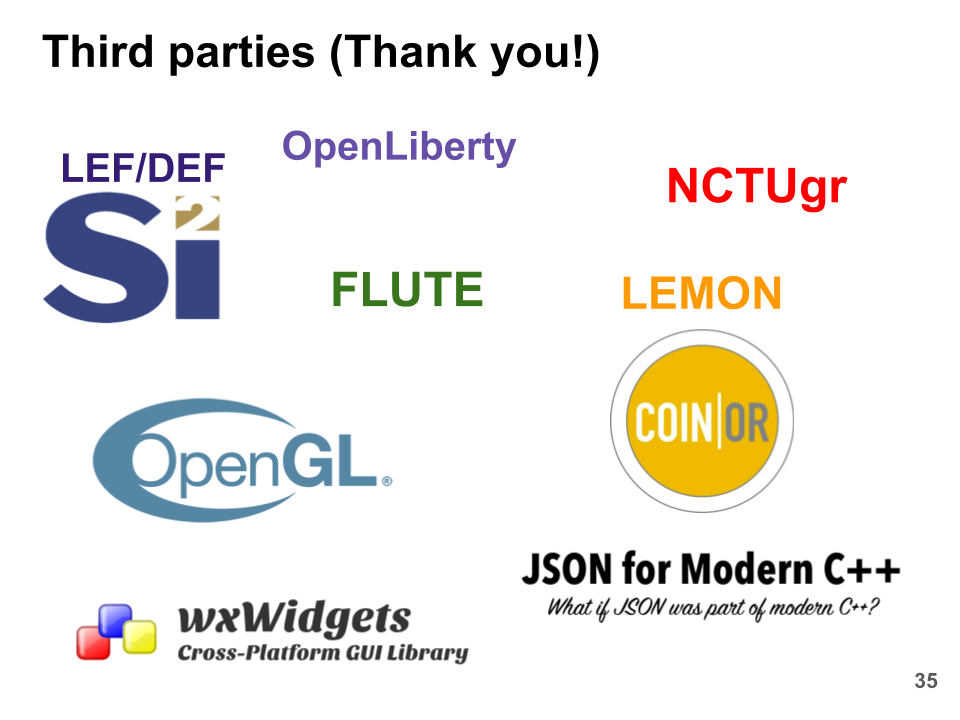 Third parties (Thank you!)
OpenLiberty
LEF/DEF
NCTUgr
Si2
FLUTE
LEMON
COIN|OR
OpenGL®
JSON for Modern C++
What if JSON was part of modern C++?
wxWidgets
Cross-Platform GUI Library
35